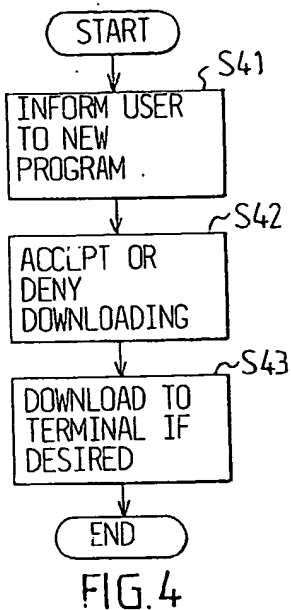 START
S41
INFORM USER
TO NEW
PROGRAM
S42
ACCEPT OR
DENY
DOWNLOADING
S43
DOWNLOAD TO
TERMINAL IF
DESIRED
END
FIG. 4